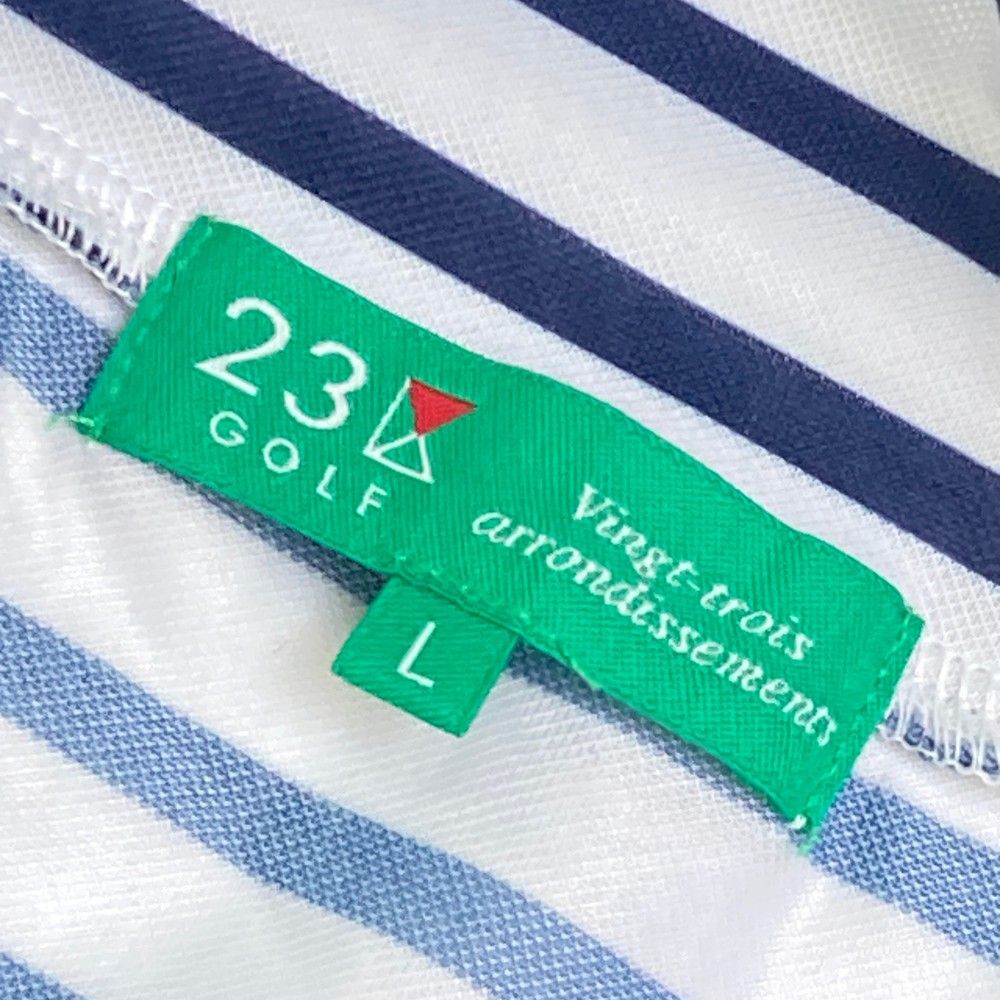 23
GOLF
Vingt-trois
arrondissements
L